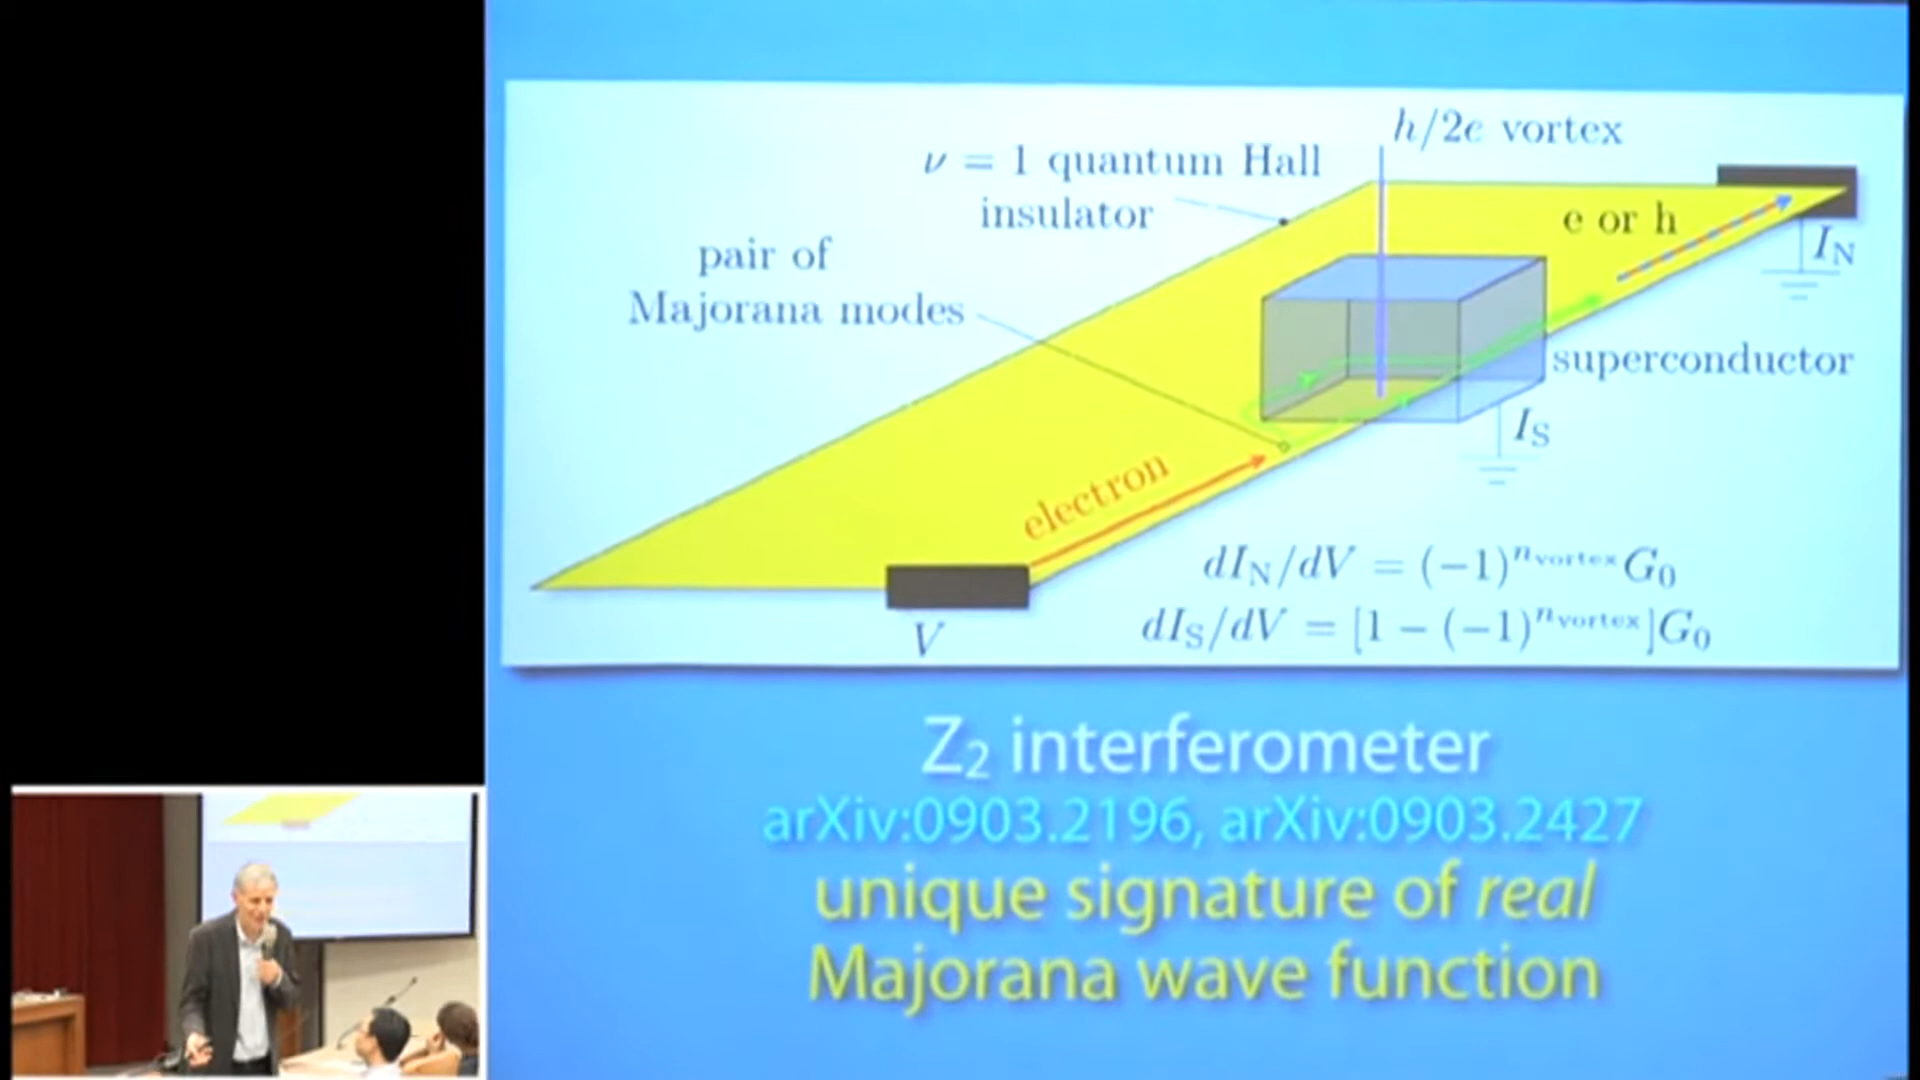 h/2e vortex
ν = 1 quantum Hall
insulator
pair of
Majorana modes
e or h
I_N
superconductor
I_S
electron
dI_N/dV = (−1)^{n_vortex} G_0
dI_S/dV = [1 − (−1)^{n_vortex}]G_0
V
Z₂ interferometer
arXiv:0903.2196, arXiv:0903.2427
unique signature of real
Majorana wave function